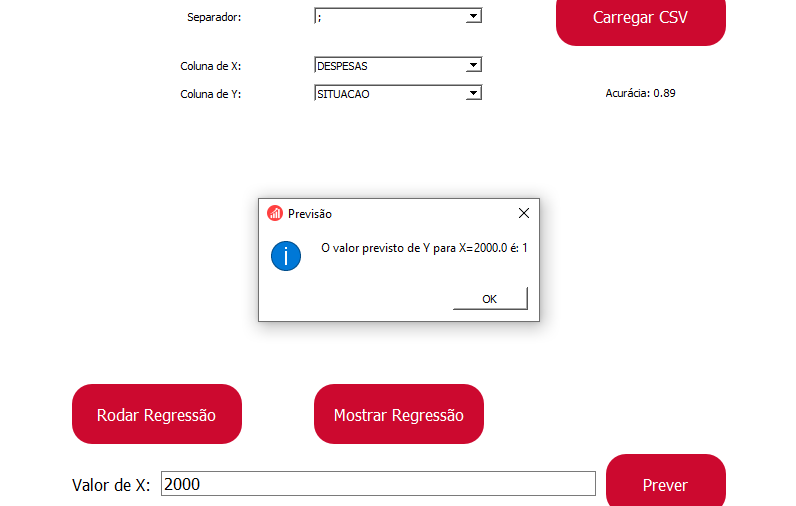 Separador: ; Carregar CSV
Coluna de X: DESPESAS
Coluna de Y: SITUACAO Acurácia: 0.89
Previsão
O valor previsto de Y para X=2000.0 é: 1
OK
Rodar Regressão Mostrar Regressão
Valor de X: 2000 Prever